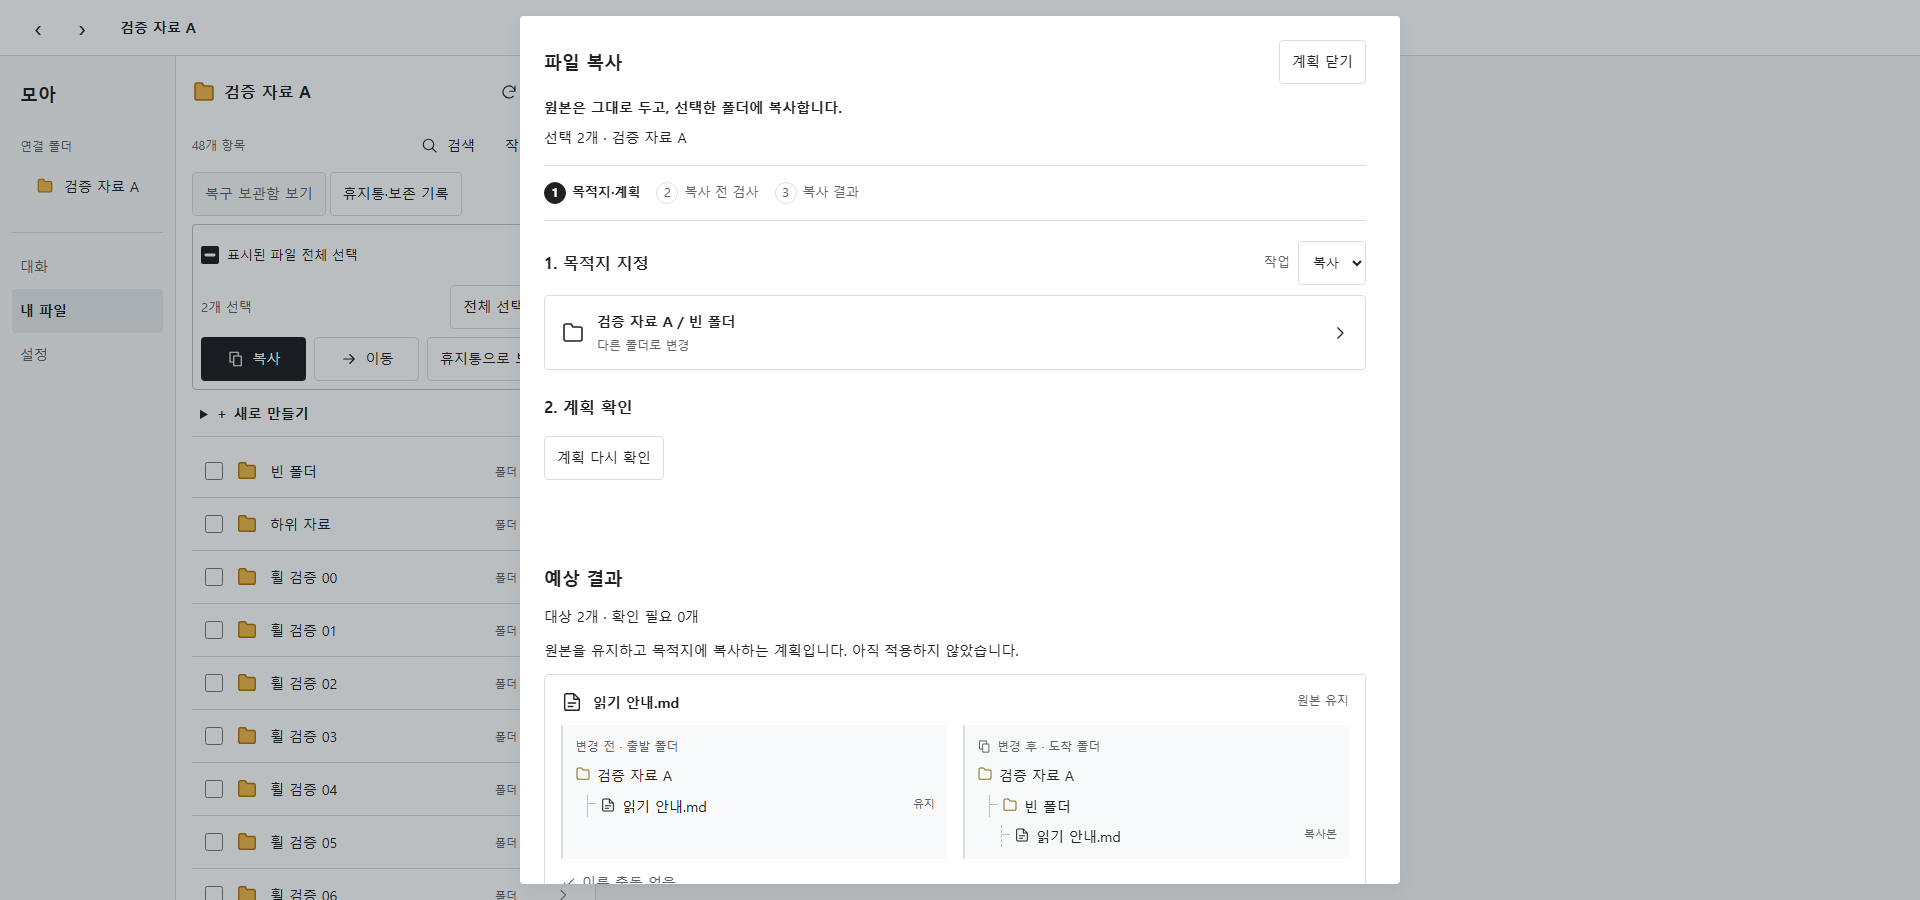 검증 자료 A
모아
연결 폴더
검증 자료 A
대화
내 파일
설정
검증 자료 A
48개 항목
검색
작
복구 보관함 보기
휴지통·보존 기록
표시된 파일 전체 선택
2개 선택
전체 선택
복사
이동
휴지통으로
+ 새로 만들기
빈 폴더 폴더
하위 자료 폴더
휠 검증 00 폴더
휠 검증 01 폴더
휠 검증 02 폴더
휠 검증 03 폴더
휠 검증 04 폴더
휠 검증 05 폴더
휠 검증 06 폴더
파일 복사
계획 닫기
원본은 그대로 두고, 선택한 폴더에 복사합니다.
선택 2개 · 검증 자료 A
1 목적지·계획 2 복사 전 검사 3 복사 결과
1. 목적지 지정
작업 복사
검증 자료 A / 빈 폴더
다른 폴더로 변경
2. 계획 확인
계획 다시 확인
예상 결과
대상 2개 · 확인 필요 0개
원본을 유지하고 목적지에 복사하는 계획입니다. 아직 적용하지 않았습니다.
읽기 안내.md 원본 유지
변경 전 · 출발 폴더
검증 자료 A
읽기 안내.md 유지
변경 후 · 도착 폴더
검증 자료 A
빈 폴더
읽기 안내.md 복사본
이름 충돌 없음